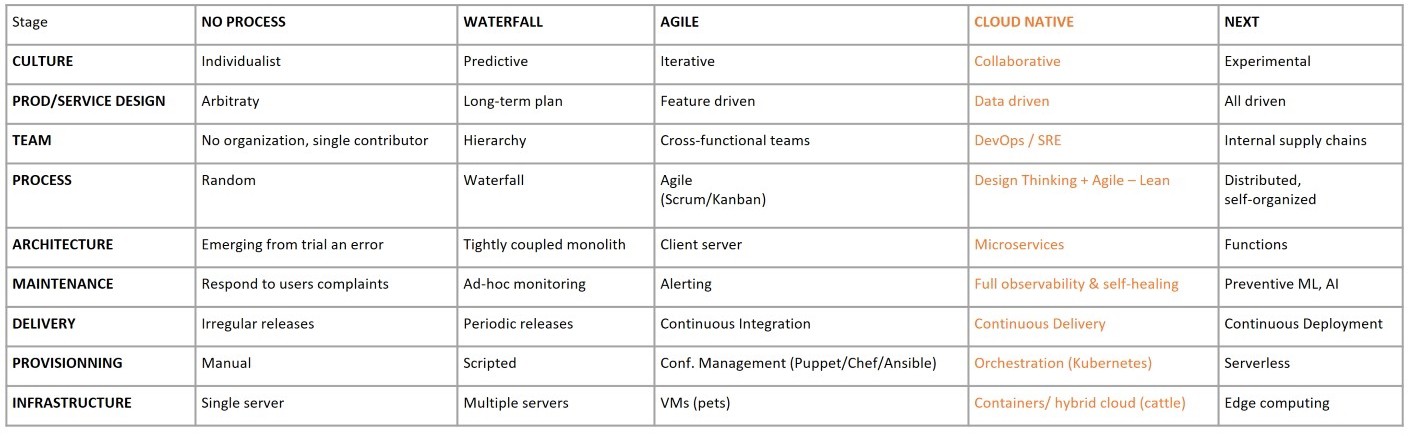 Stage NO PROCESS WATERFALL AGILE CLOUD NATIVE NEXT
CULTURE Individualist Predictive Iterative Collaborative Experimental
PROD/SERVICE DESIGN Arbitraty Long-term plan Feature driven Data driven All driven
TEAM No organization, single contributor Hierarchy Cross-functional teams DevOps / SRE Internal supply chains
PROCESS Random Waterfall Agile Design Thinking + Agile – Lean Distributed,
(Scrum/Kanban) self-organized
ARCHITECTURE Emerging from trial an error Tightly coupled monolith Client server Microservices Functions
MAINTENANCE Respond to users complaints Ad-hoc monitoring Alerting Full observability & self-healing Preventive ML, AI
DELIVERY Irregular releases Periodic releases Continuous Integration Continuous Delivery Continuous Deployment
PROVISIONNING Manual Scripted Conf. Management (Puppet/Chef/Ansible) Orchestration (Kubernetes) Serverless
INFRASTRUCTURE Single server Multiple servers VMs (pets) Containers/ hybrid cloud (cattle) Edge computing